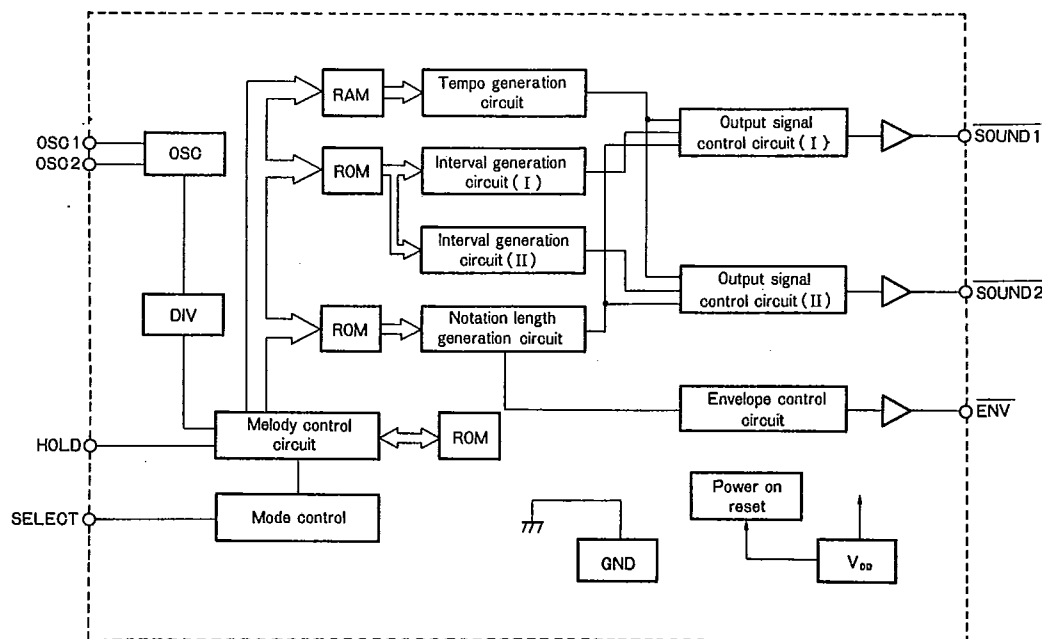 RAM
Tempo generation
circuit
Output signal
control circuit (I)
SOUND1
OSC1
OSC2
OSC
ROM
Interval generation
circuit (I)
Interval generation
circuit (II)
Output signal
control circuit (II)
SOUND2
DIV
ROM
Notation length
generation circuit
Envelope control
circuit
ENV
HOLD
Melody control
circuit
ROM
SELECT
Mode control
Power on
reset
GND
VDD